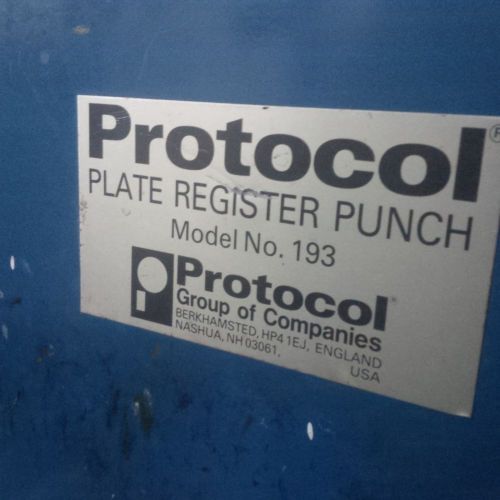 Protocol®
PLATE REGISTER PUNCH
Model No. 193
Protocol
Group of Companies
BERKHAMSTED, HP4 1EJ, ENGLAND
NASHUA, NH 03061, USA